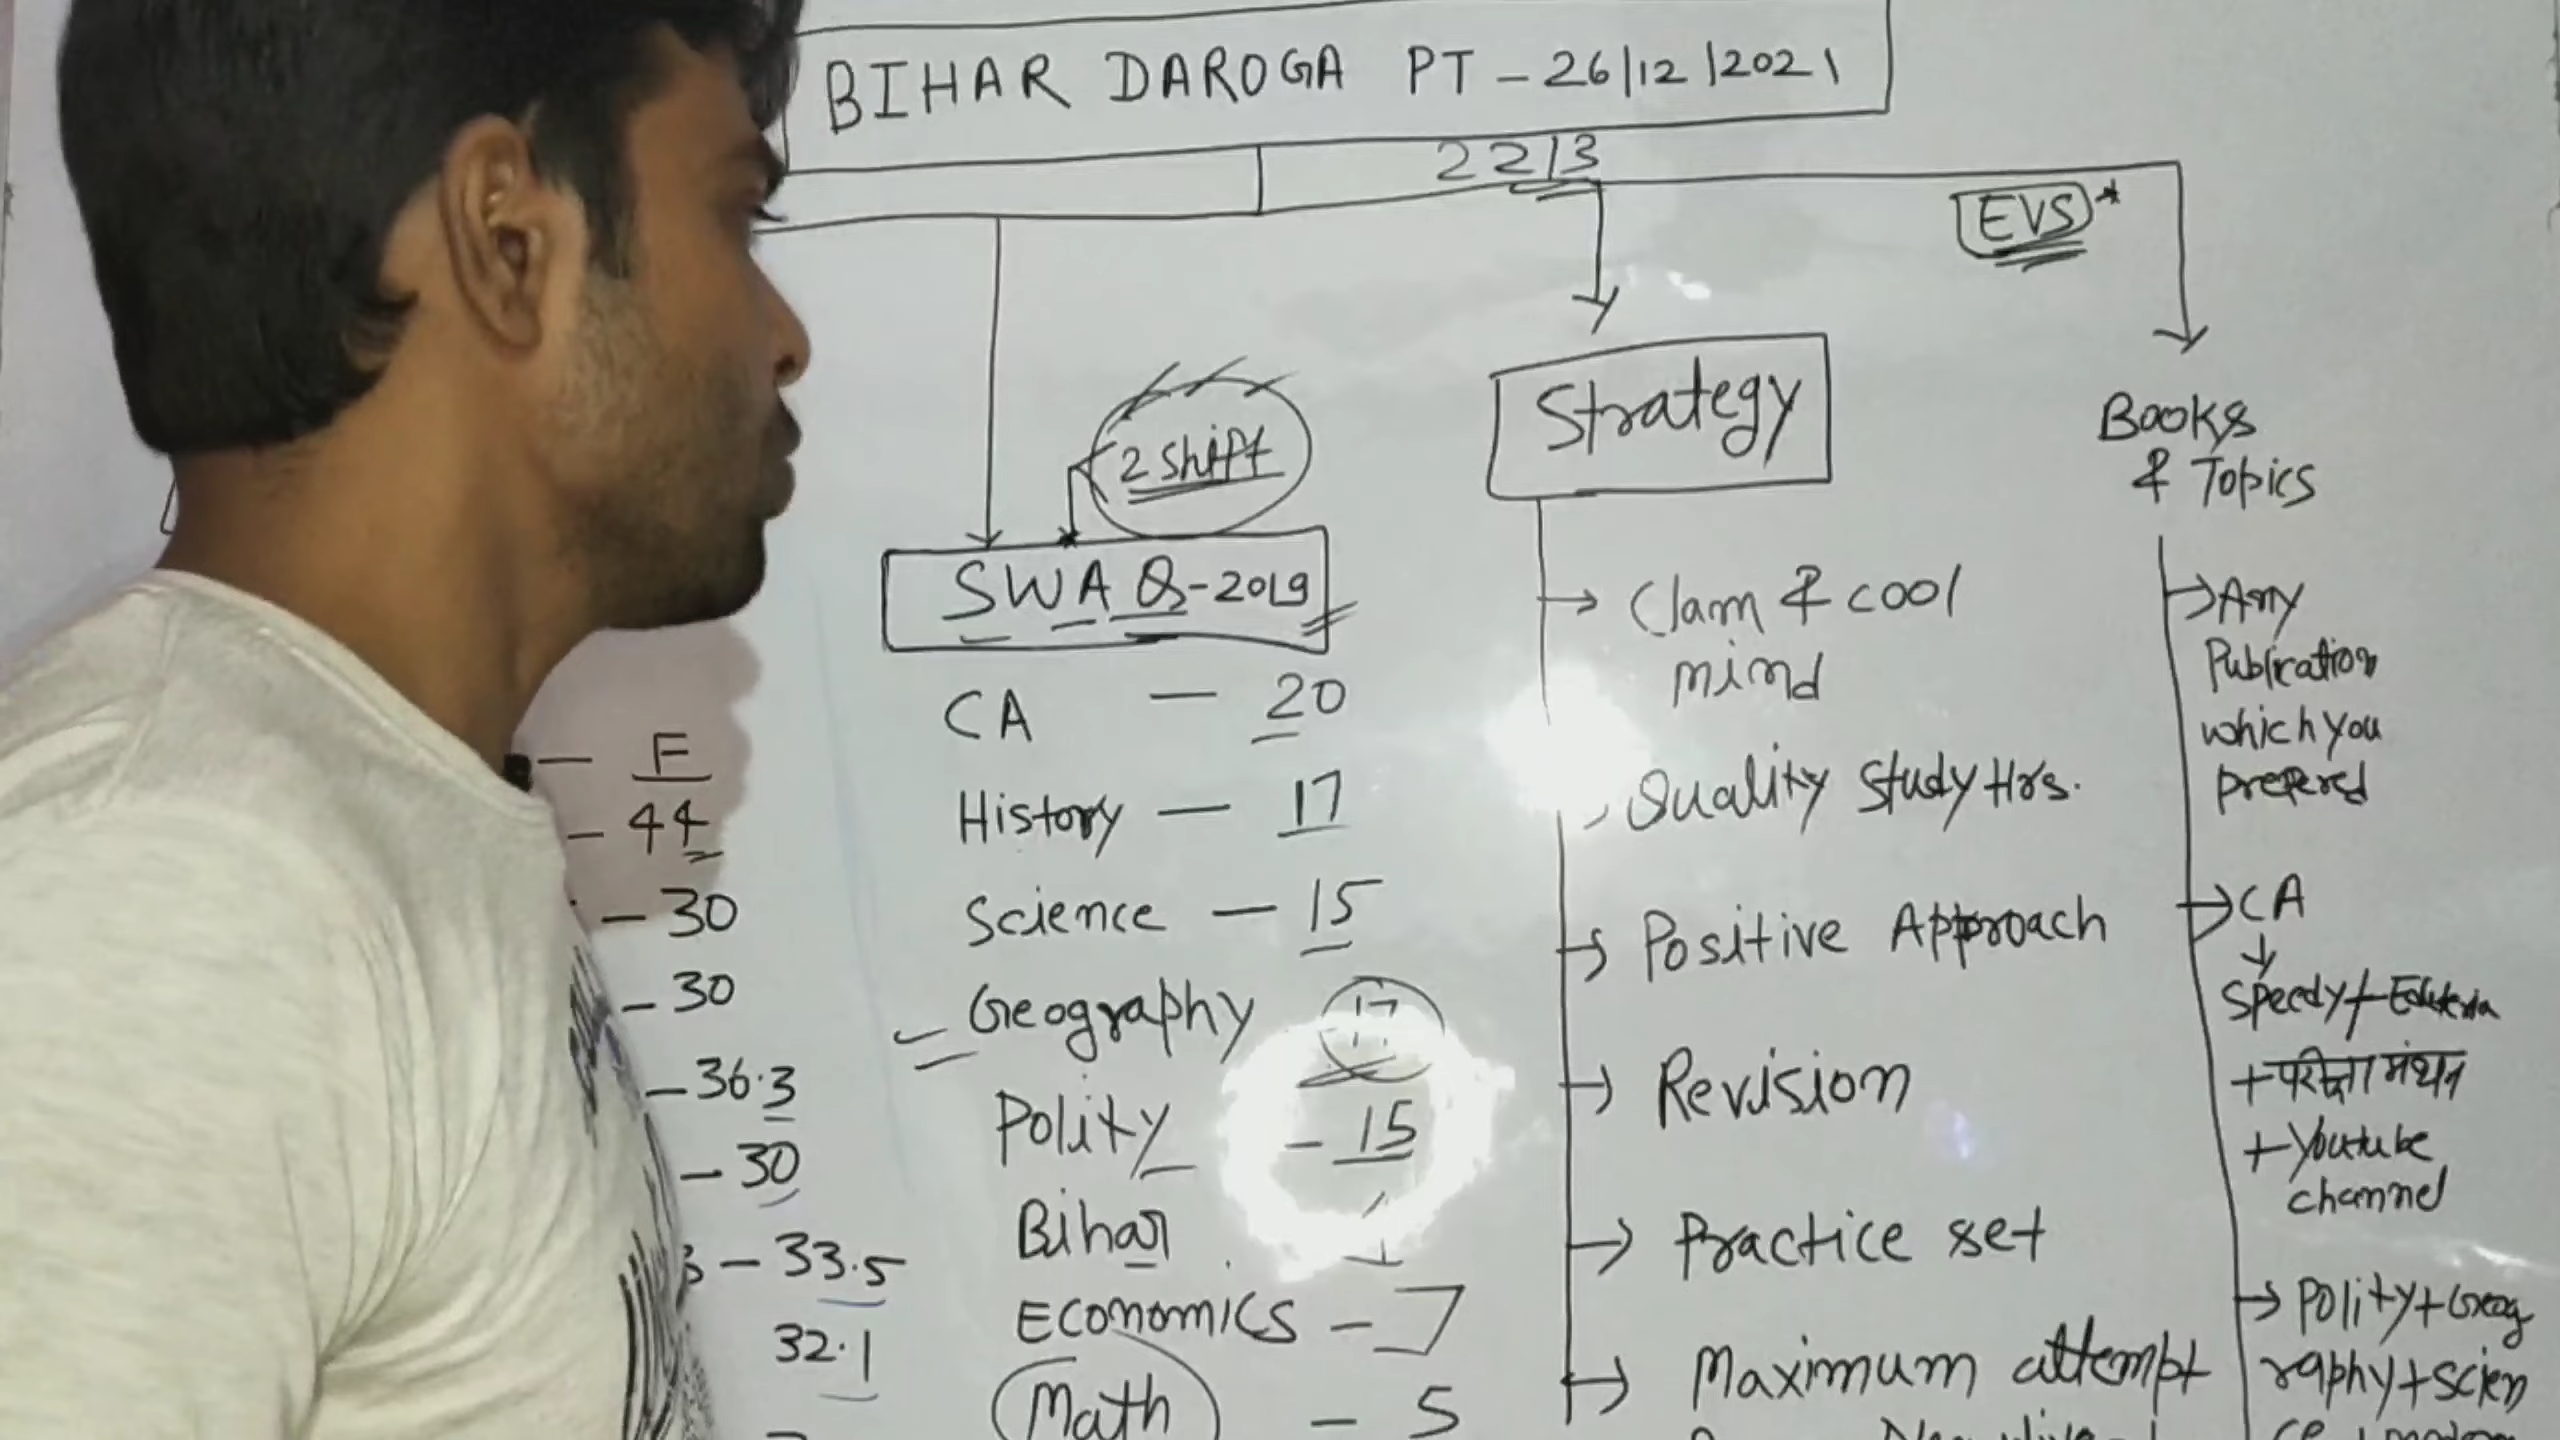 BIHAR DAROGA PT - 26/12/2021
2213
EVS*
F
- 44
- 30
- 30
- 36.3
- 30
- 33.5
32.1
2 shift
SWA Q-2019
CA - 20
History - 17
Science - 15
Geography 17
Polity - 15
Bihar
Economics - 7
Math - 5
Strategy
Clam & cool
mind
Quality Study Hrs.
Positive Approach
Revision
Practice set
Maximum attempt
Books
& Topics
Any
Publication
which you
prepered
CA
Speedy +
+ परीक्षा मंथन
+ Youtube
channel
Polity + Geog
raphy + scien
ce +